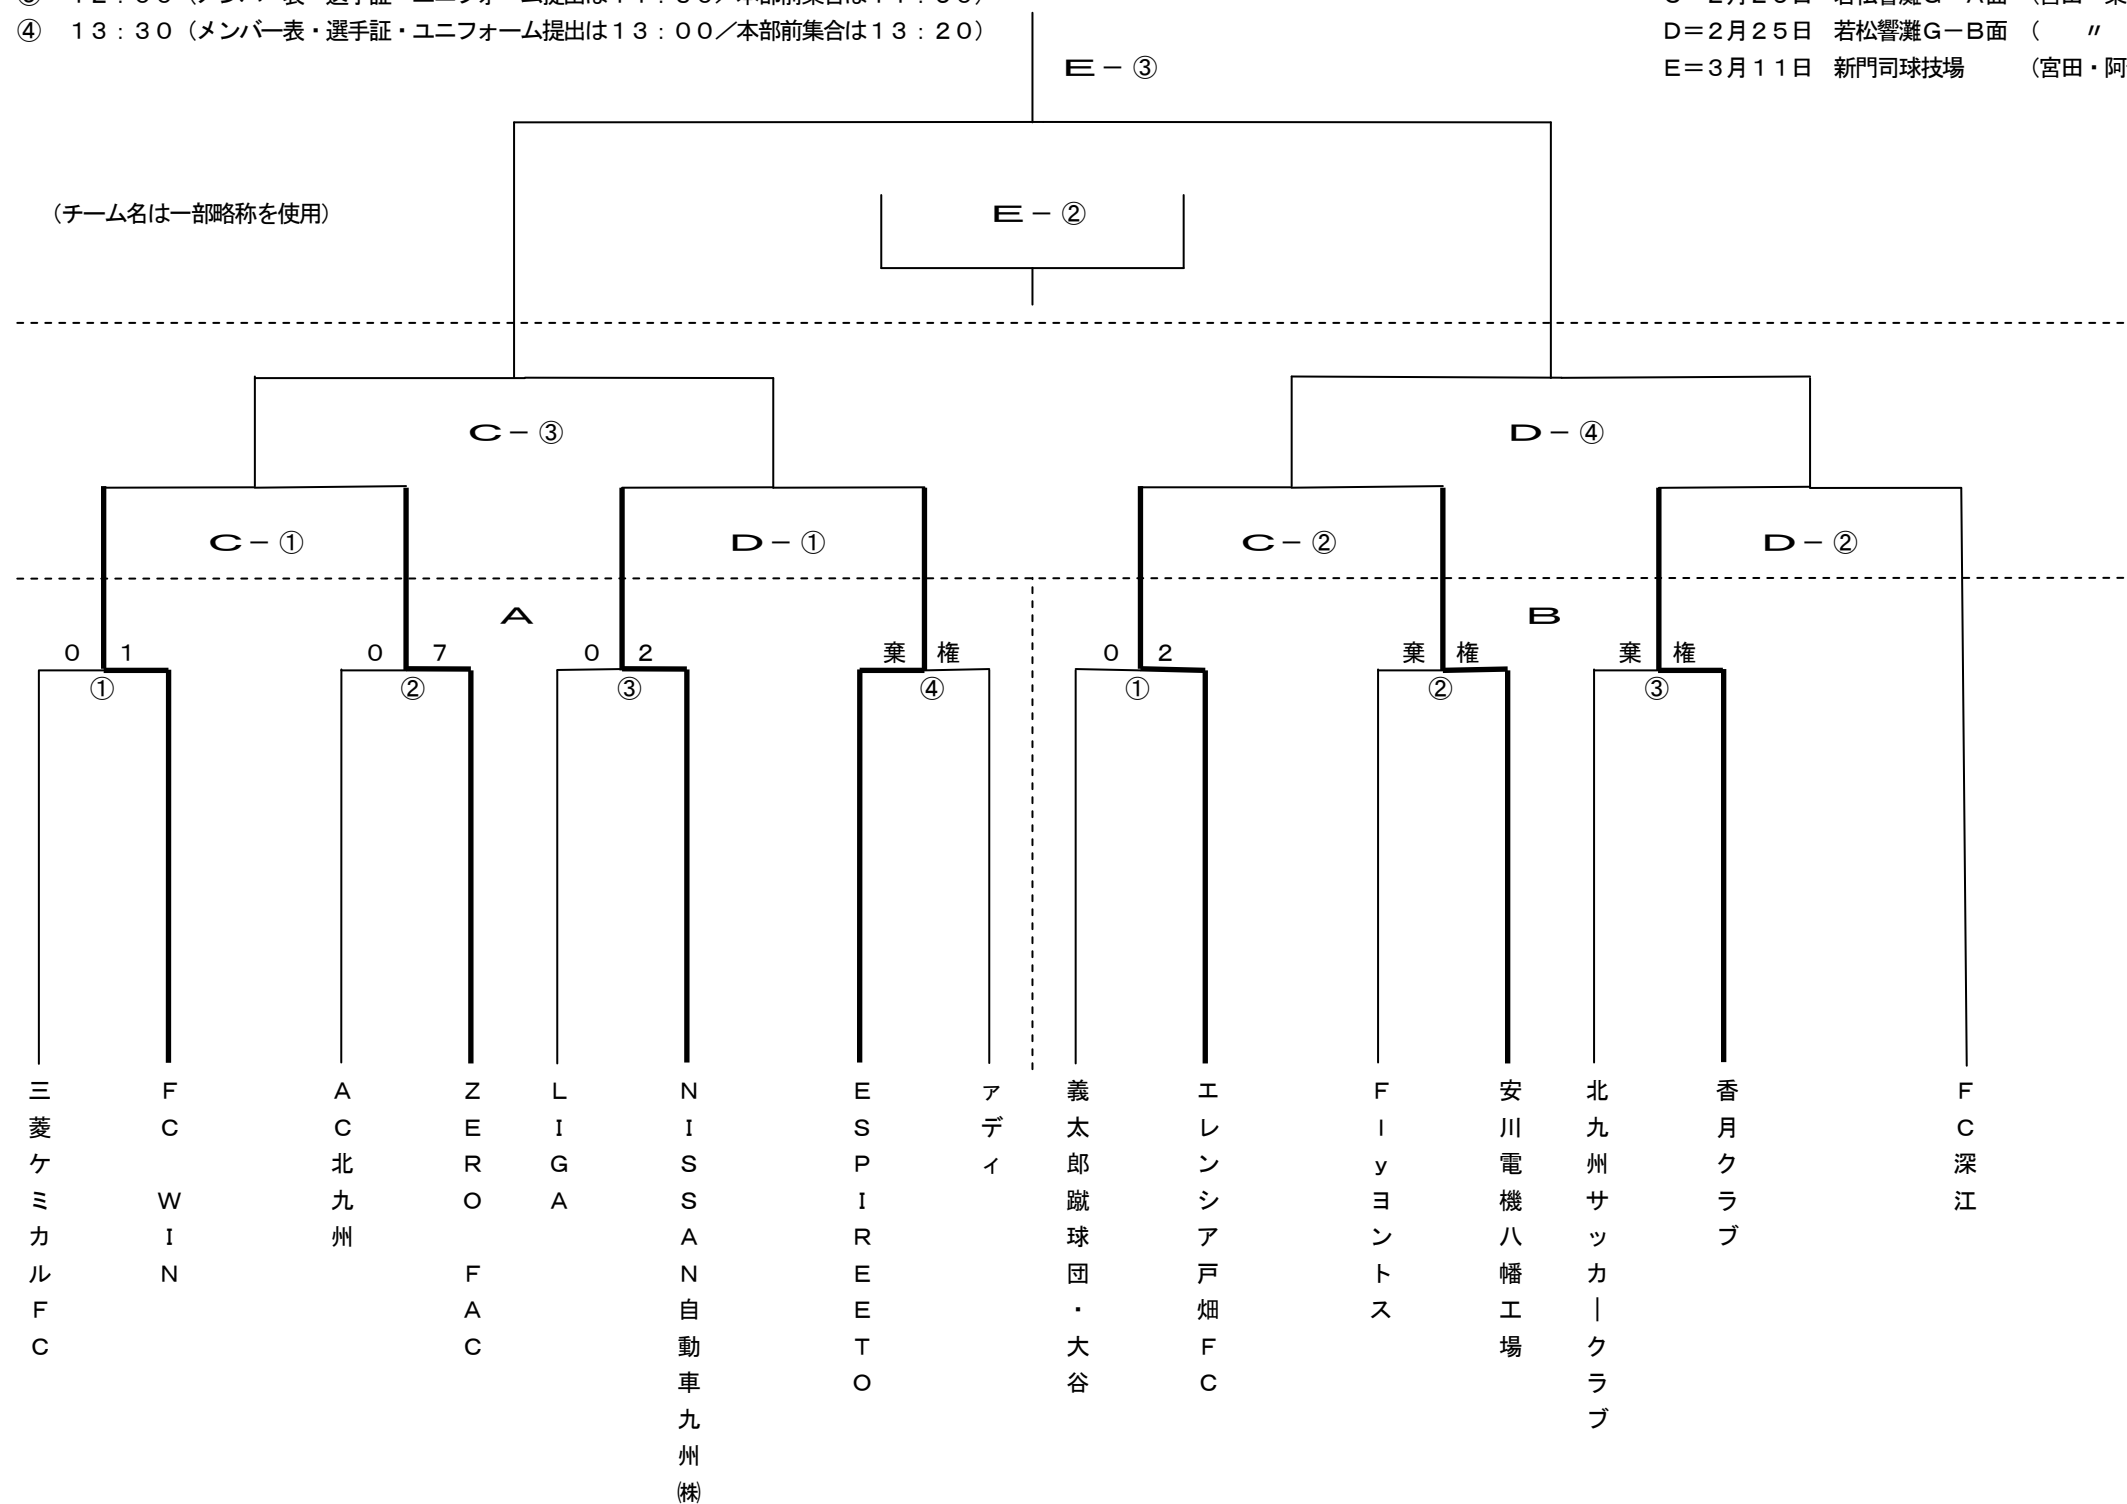 ④　１３：３０（メンバー表・選手証・ユニフォーム提出は１３：００／本部前集合は１３：２０）
D＝２月２５日　若松響灘G－B面　（　　〃
E＝３月１１日　新門司球技場　　　（宮田・阿
E－③
（チーム名は一部略称を使用）
E－②
C－③
D－④
C－①
D－①
C－②
D－②
A
B
０　１
０　７
０　２
棄　権
０　２
棄　権
棄　権
①
②
③
④
①
②
③
三菱ケミカルFC
FC　WIN
AC北九州
ZERO　FAC
LIGA
NISSAN自動車九州㈱
ESPIREETO
アディ
義太郎蹴球団・大谷
エレンシア戸畑FC
Flyヨントス
安川電機八幡工場
北九州サッカークラブ
香月クラブ
FC深江